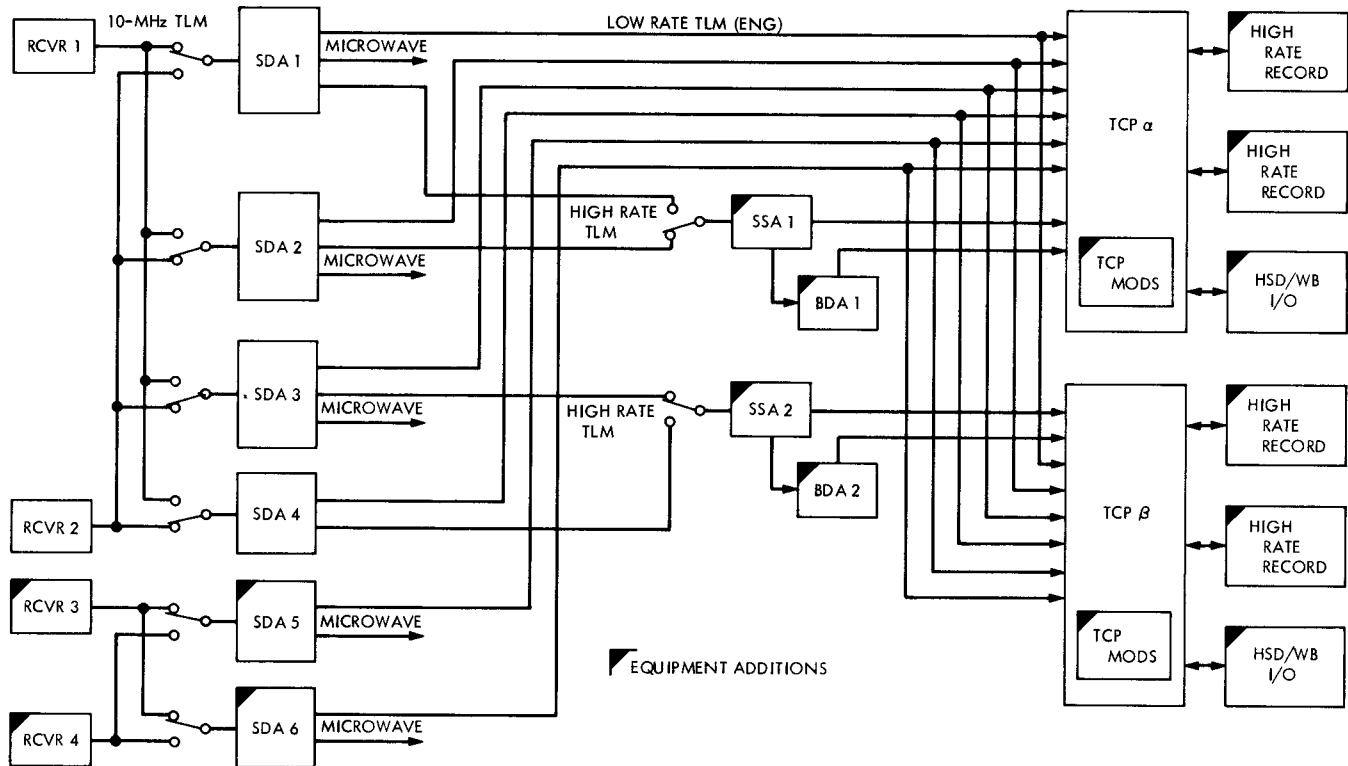 10-MHz TLM
RCVR 1
SDA 1
LOW RATE TLM (ENG)
MICROWAVE
TCP α
HIGH
RATE
RECORD
HIGH
RATE
RECORD
SDA 2
MICROWAVE
HIGH RATE
TLM
SSA 1
BDA 1
TCP
MODS
HSD/WB
I/O
SDA 3
MICROWAVE
HIGH RATE
TLM
SSA 2
BDA 2
HIGH
RATE
RECORD
RCVR 2
SDA 4
TCP β
HIGH
RATE
RECORD
RCVR 3
SDA 5
MICROWAVE
EQUIPMENT ADDITIONS
TCP
MODS
HSD/WB
I/O
RCVR 4
SDA 6
MICROWAVE